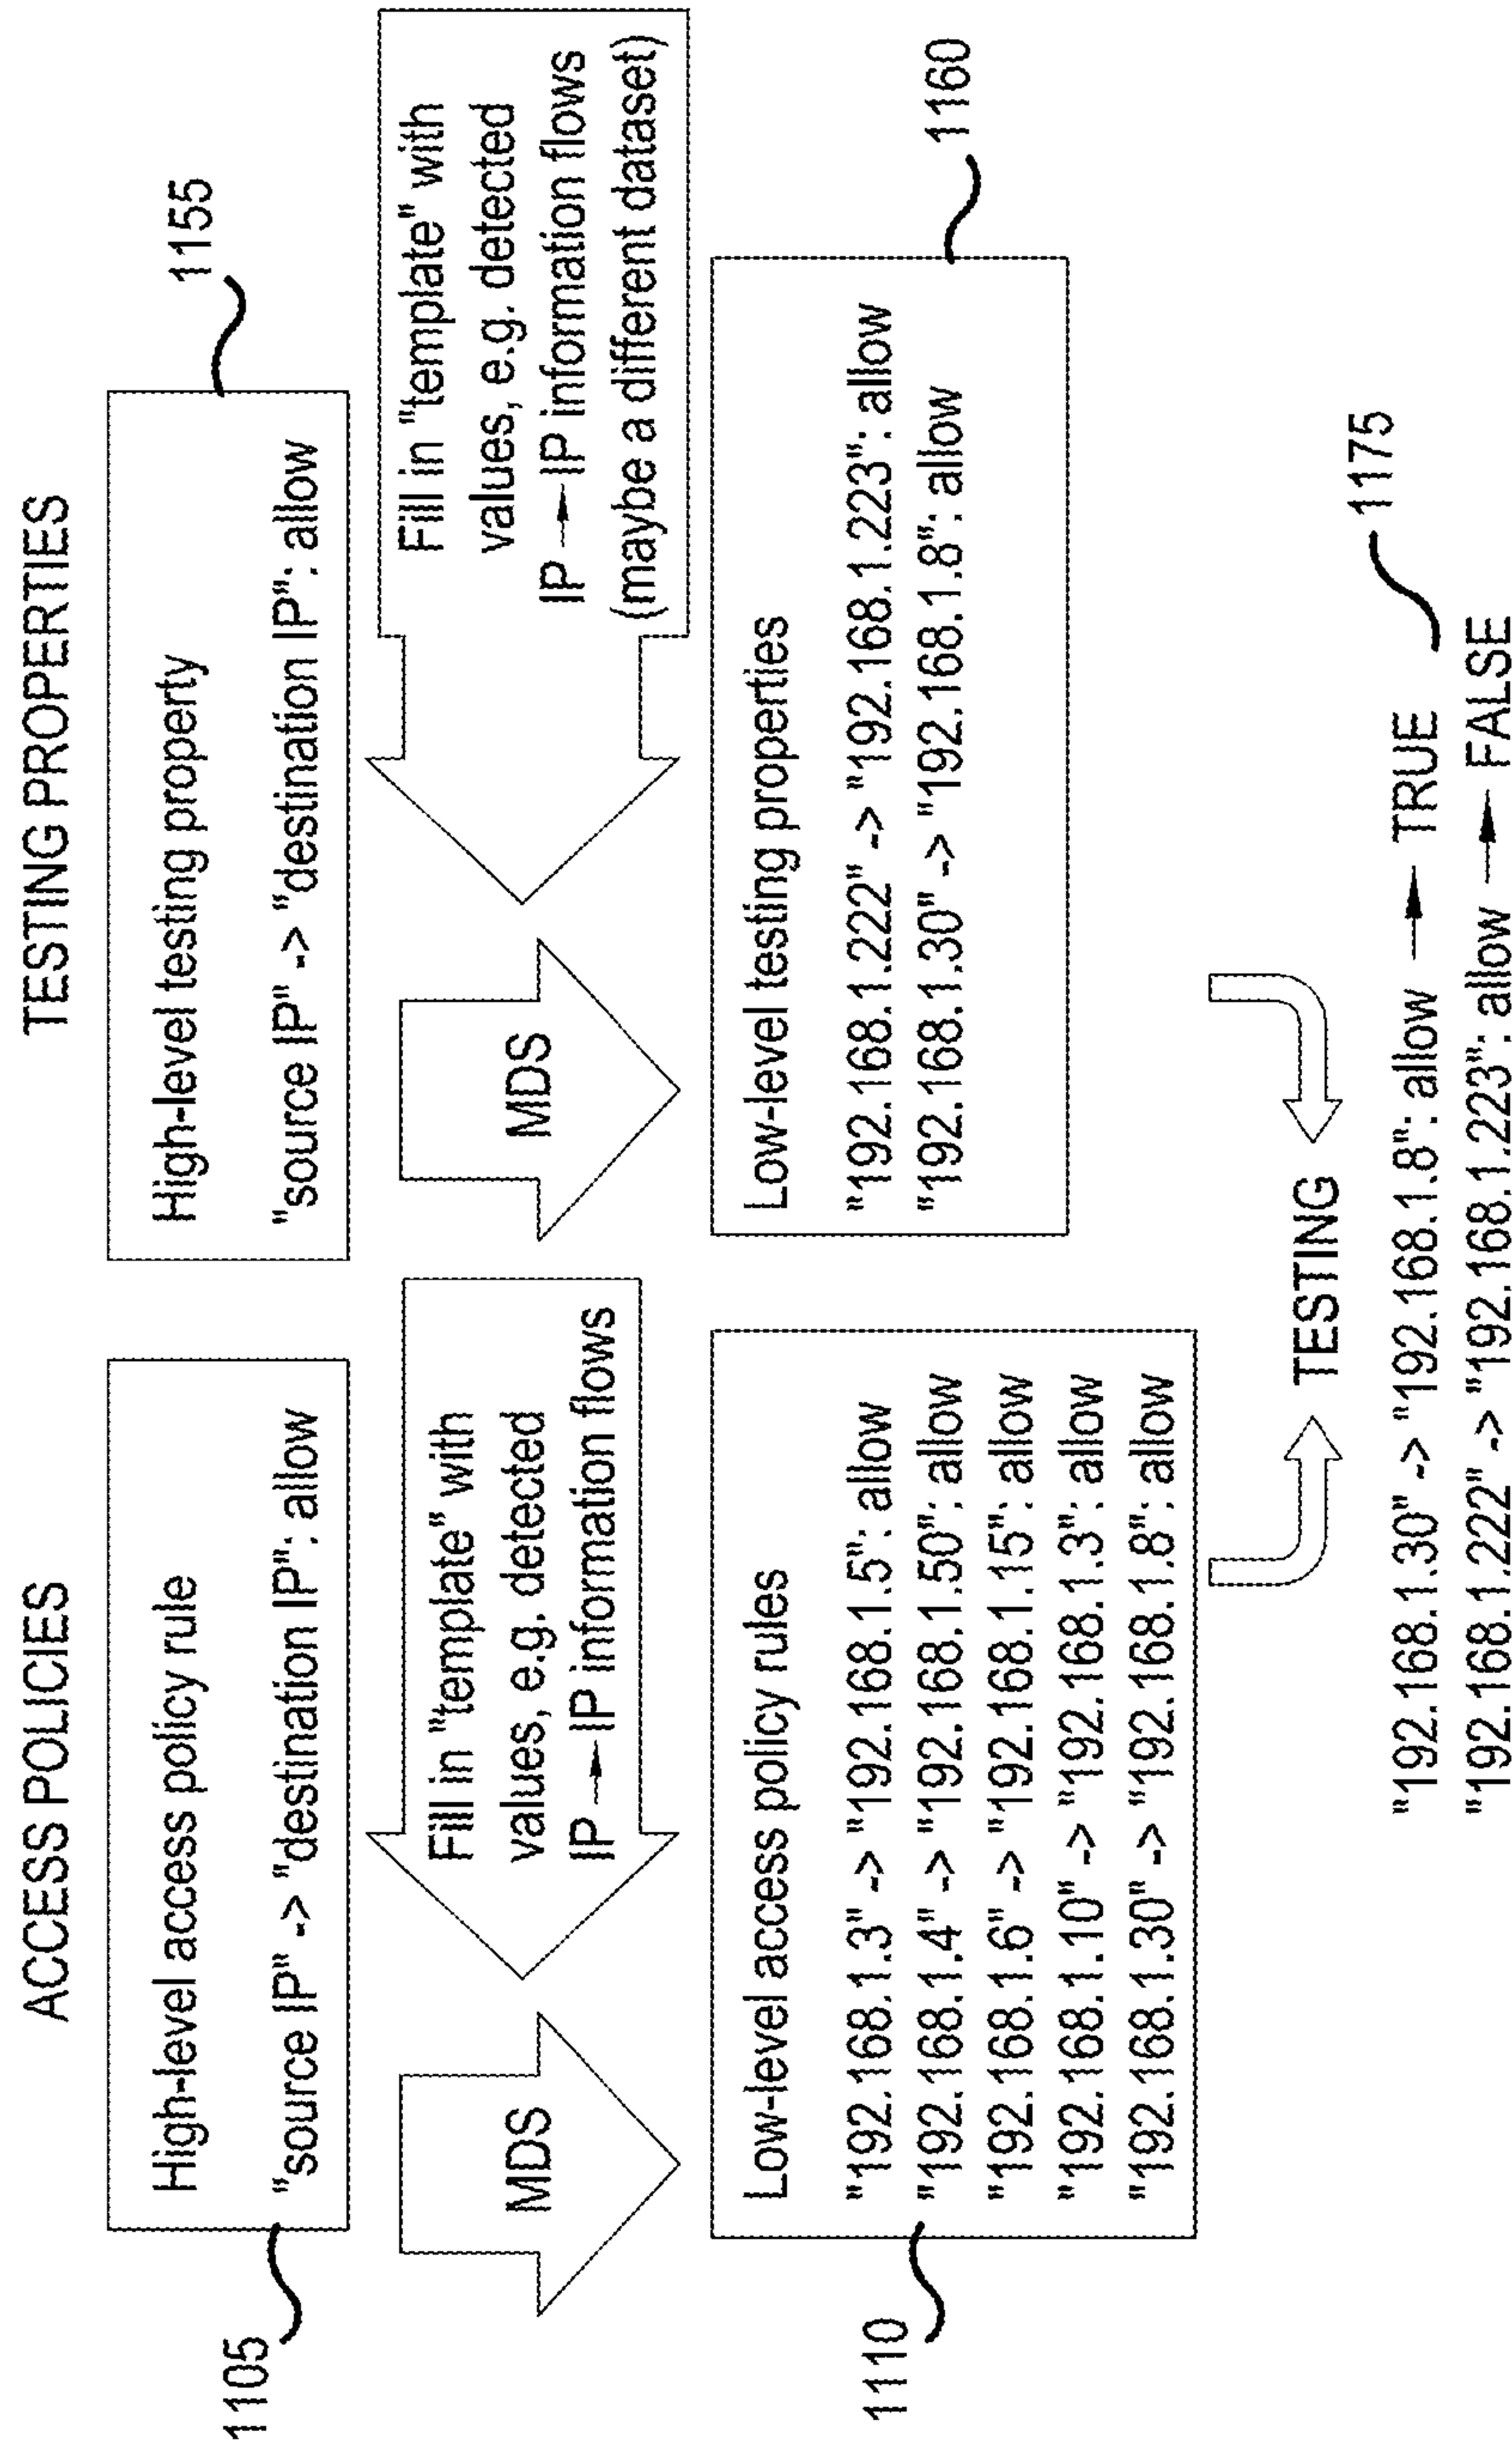 ACCESS POLICIES
TESTING PROPERTIES
1105
High-level access policy rule
"source IP" -> "destination IP": allow
1155
High-level testing property
"source IP" -> "destination IP": allow
MDS
Fill in "template" with
values, e.g. detected
IP → IP information flows
MDS
Fill in "template" with
values, e.g. detected
IP → IP information flows
(maybe a different dataset)
1110
Low-level access policy rules
"192.168.1.3" -> "192.168.1.5": allow
"192.168.1.4" -> "192.168.1.50": allow
"192.168.1.6" -> "192.168.1.15": allow
"192.168.1.10" -> "192.168.1.3": allow
"192.168.1.30" -> "192.168.1.8": allow
1160
Low-level testing properties
"192.168.1.222" -> "192.168.1.223": allow
"192.168.1.30" -> "192.168.1.8": allow
TESTING
1175
"192.168.1.30" -> "192.168.1.8": allow → TRUE
"192.168.1.222" -> "192.168.1.223": allow → FALSE